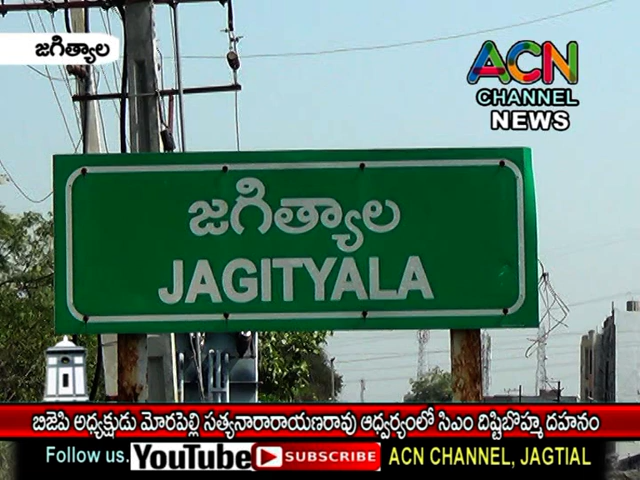 జగిత్యాల
ACN
CHANNEL
NEWS
జగిత్యాల
JAGITYALA
బిజెపి అధ్యక్షుడు మోరపెల్లి సత్యనారారాయణరావు ఆధ్వర్యంలో సిఎం దిష్టిబొహ్మ దహనం
Follow us. YouTube SUBSCRIBE ACN CHANNEL, JAGTIAL